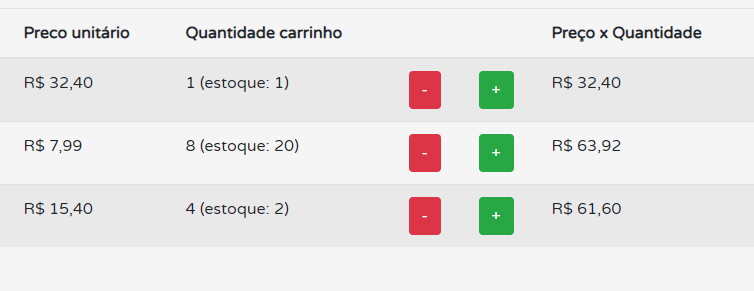 Preco unitário Quantidade carrinho Preço x Quantidade
R$ 32,40 1 (estoque: 1) - + R$ 32,40
R$ 7,99 8 (estoque: 20) - + R$ 63,92
R$ 15,40 4 (estoque: 2) - + R$ 61,60